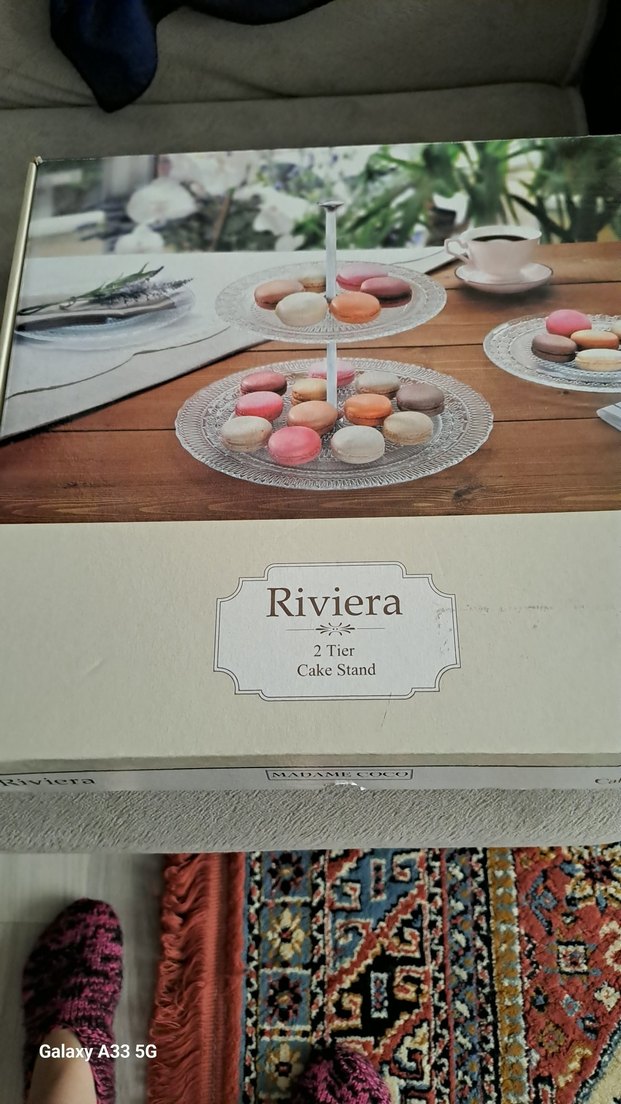 Riviera
2 Tier
Cake Stand
Riviera
MADAME COCO
Galaxy A33 5G